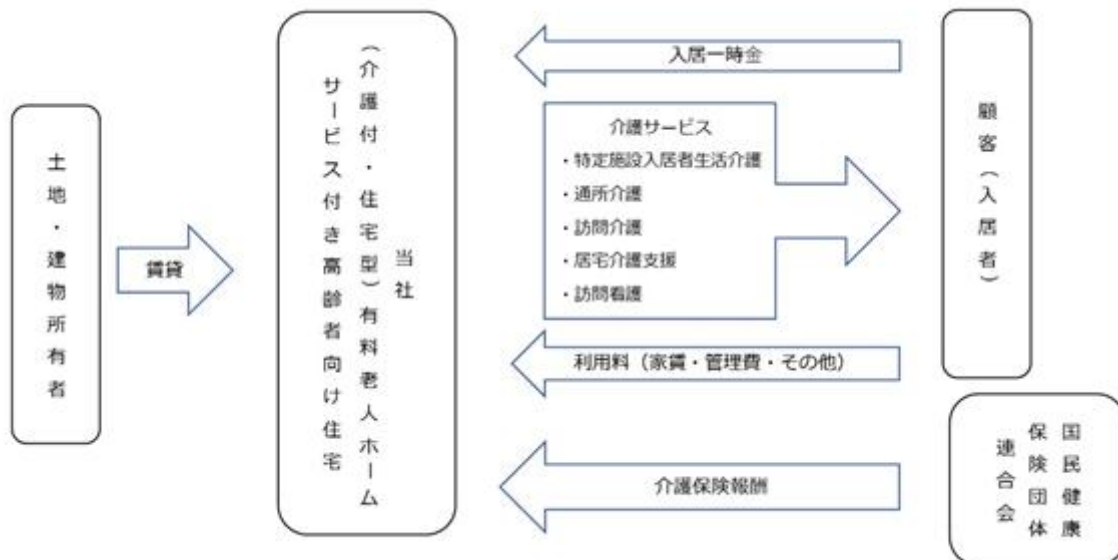 土地・建物所有者
賃貸
当社
（介護付・住宅型）有料老人ホーム
サービス付き高齢者向け住宅
入居一時金
介護サービス
・特定施設入居者生活介護
・通所介護
・訪問介護
・居宅介護支援
・訪問看護
利用料（家賃・管理費・その他）
介護保険報酬
顧客（入居者）
国民健康
保険団体
連合会